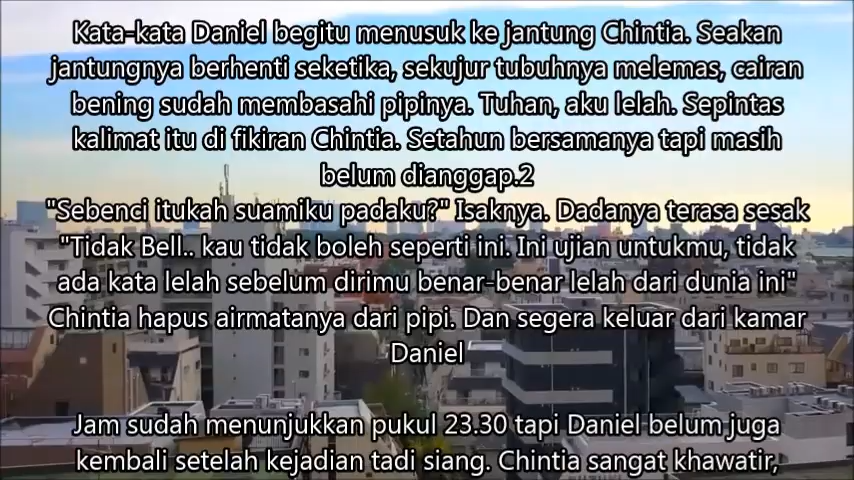 Kata-kata Daniel begitu menusuk ke jantung Chintia. Seakan
jantungnya berhenti seketika, sekujur tubuhnya melemas, cairan
bening sudah membasahi pipinya. Tuhan, aku lelah. Sepintas
kalimat itu di fikiran Chintia. Setahun bersamanya tapi masih
belum dianggap.2
"Sebenci itukah suamiku padaku?" Isaknya. Dadanya terasa sesak
"Tidak Bell.. kau tidak boleh seperti ini. Ini ujian untukmu, tidak
ada kata lelah sebelum dirimu benar-benar lelah dari dunia ini"
Chintia hapus airmatanya dari pipi. Dan segera keluar dari kamar
Daniel
Jam sudah menunjukkan pukul 23.30 tapi Daniel belum juga
kembali setelah kejadian tadi siang. Chintia sangat khawatir,